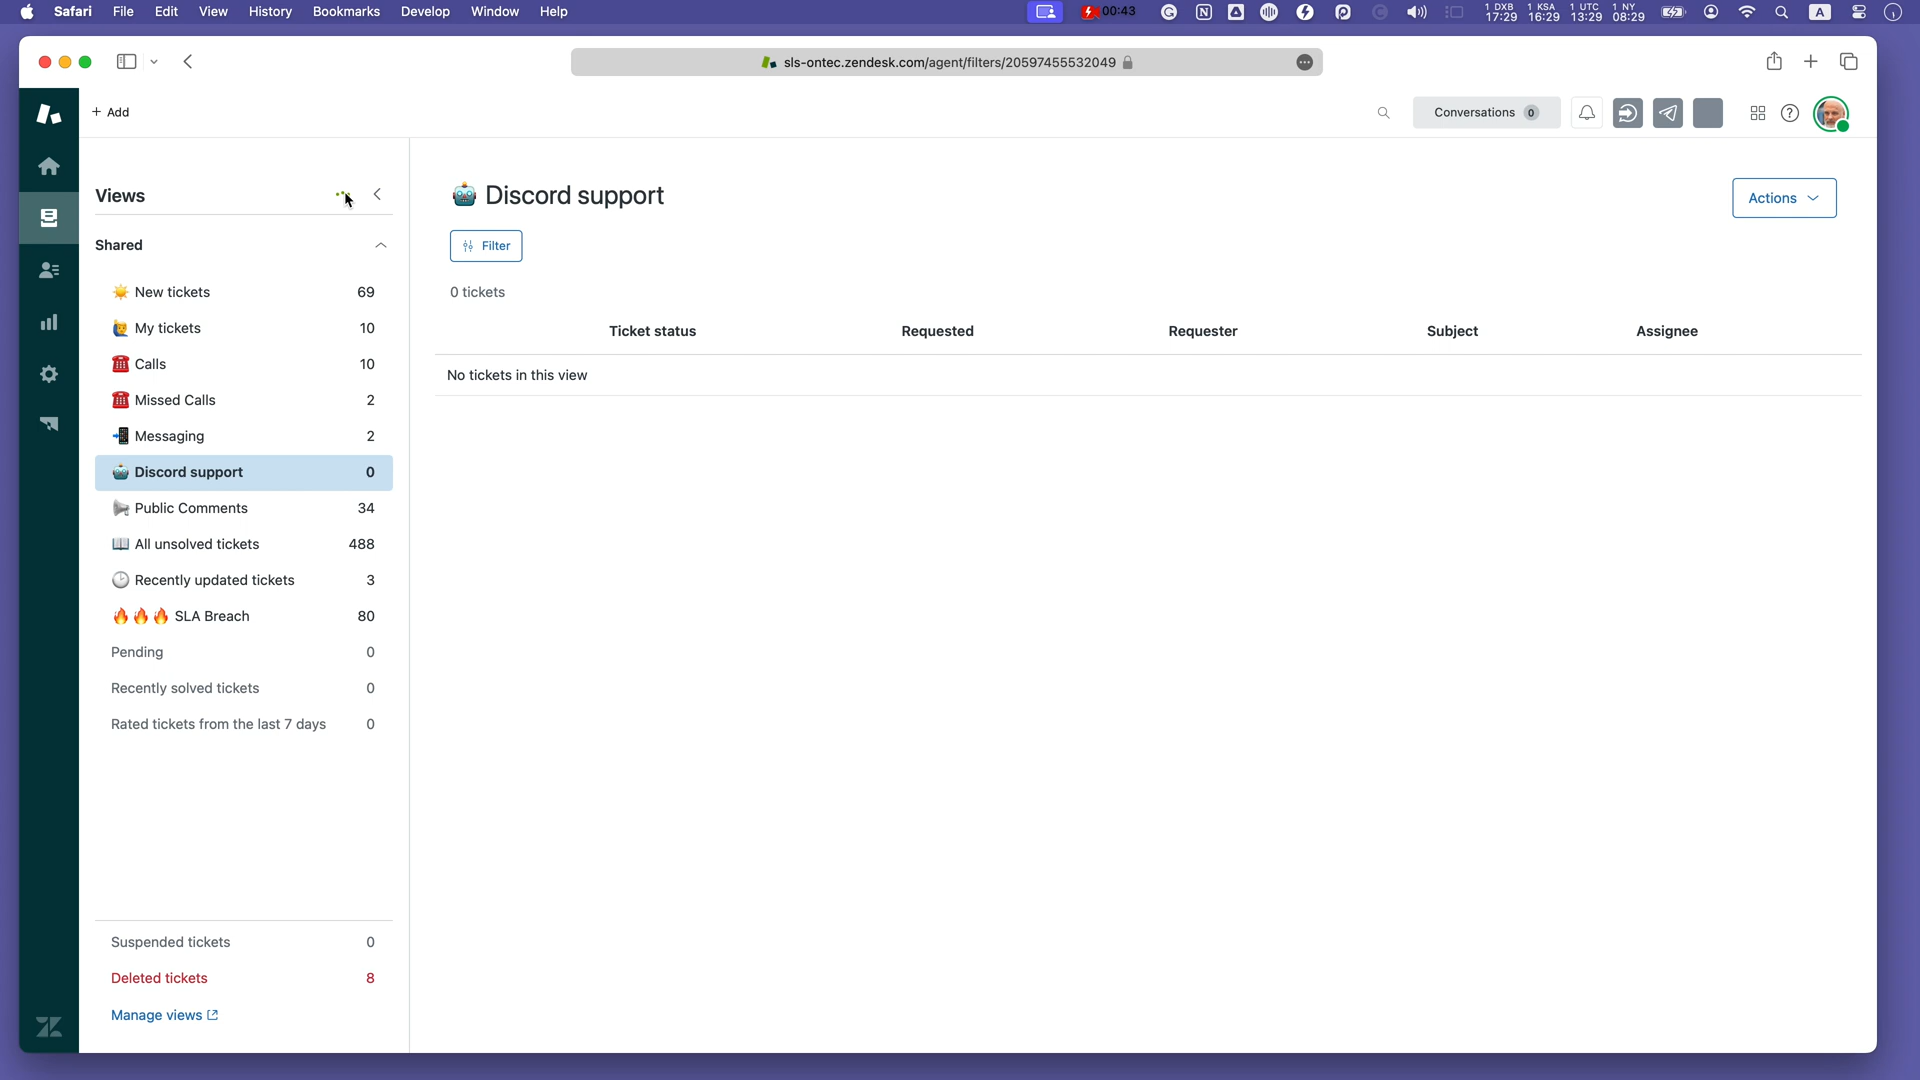 Safari File Edit View History Bookmarks Develop Window Help
00:43
1 DXB 1 KSA 1 UTC 1 NY
17:29 16:29 13:29 08:29
A
sls-ontec.zendesk.com/agent/filters/20597455532049
+ Add
Conversations 0
Views
Shared
New tickets 69
My tickets 10
Calls 10
Missed Calls 2
Messaging 2
Discord support 0
Public Comments 34
All unsolved tickets 488
Recently updated tickets 3
SLA Breach 80
Pending 0
Recently solved tickets 0
Rated tickets from the last 7 days 0
Suspended tickets 0
Deleted tickets 8
Manage views
Discord support
Actions
Filter
0 tickets
Ticket status Requested Requester Subject Assignee
No tickets in this view